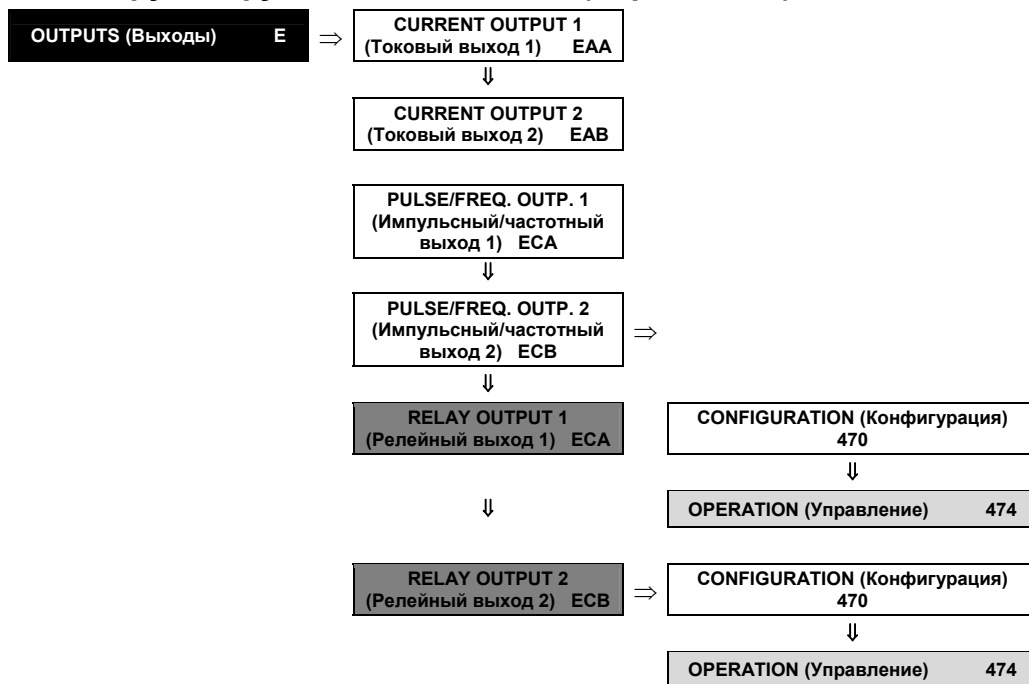 OUTPUTS (Выходы) E ⇒
CURRENT OUTPUT 1
(Токовый выход 1) EAA
⇓
CURRENT OUTPUT 2
(Токовый выход 2) EAB
PULSE/FREQ. OUTP. 1
(Импульсный/частотный
выход 1) ECA
⇓
PULSE/FREQ. OUTP. 2
(Импульсный/частотный
выход 2) ECB
⇒
⇓
RELAY OUTPUT 1
(Релейный выход 1) ECA
CONFIGURATION (Конфигурация)
470
⇓
OPERATION (Управление) 474
⇓
RELAY OUTPUT 2
(Релейный выход 2) ECB
⇒
CONFIGURATION (Конфигурация)
470
⇓
OPERATION (Управление) 474